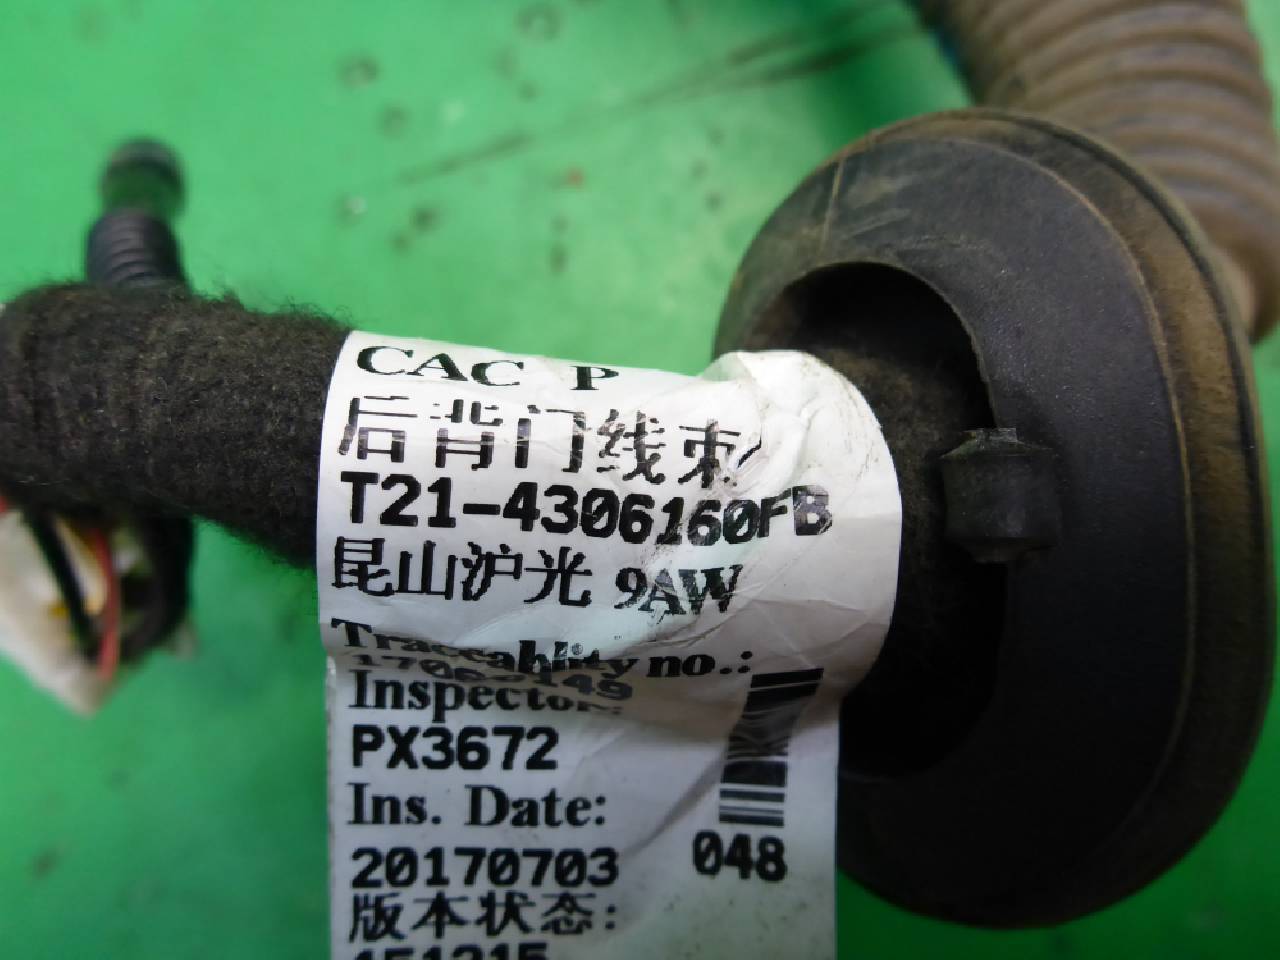 CAC P
后背门线束
T21-4306160FB
昆山沪光 9AW
Traceablity no.:
Inspector:
PX3672
Ins. Date:
20170703
048
版本状态: